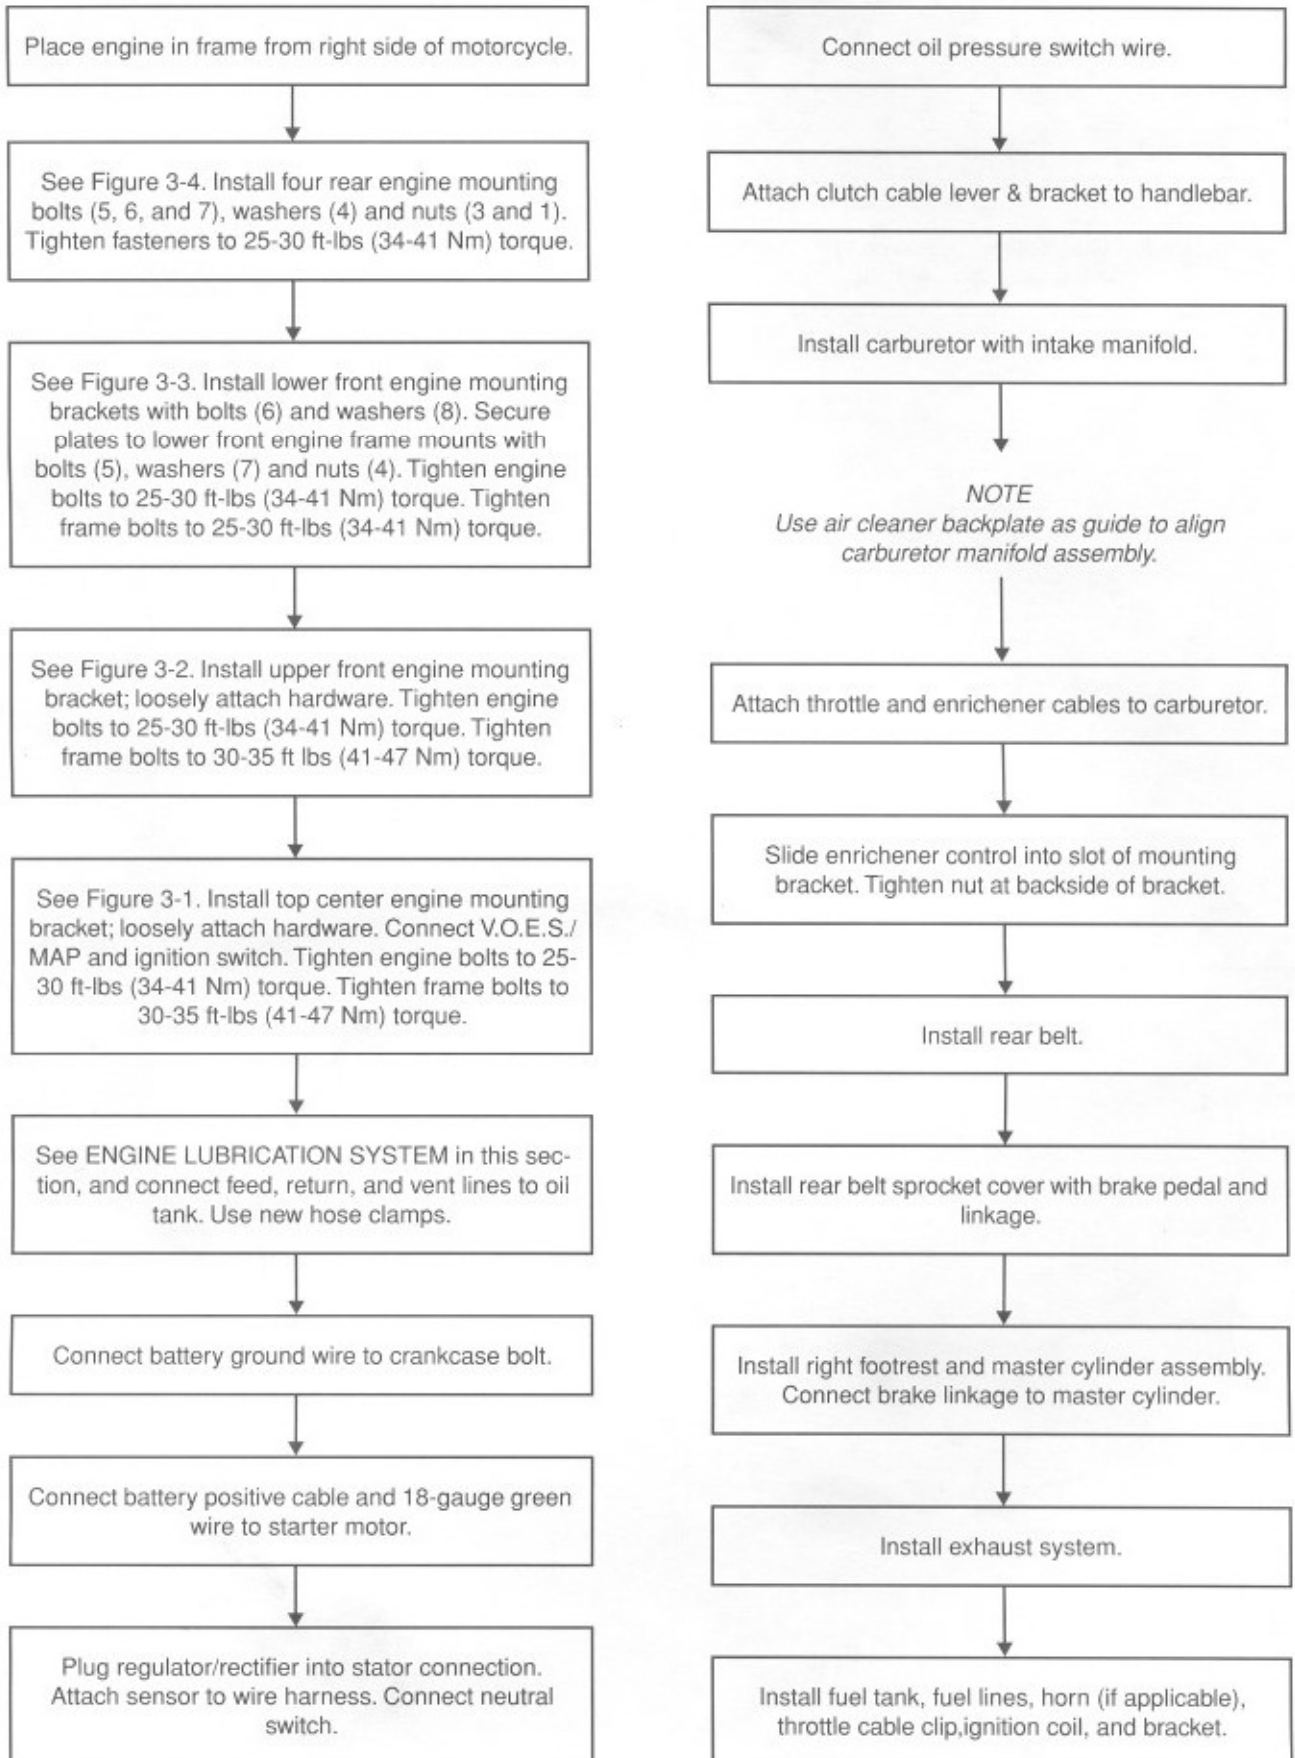 Place engine in frame from right side of motorcycle.
See Figure 3-4. Install four rear engine mounting
bolts (5, 6, and 7), washers (4) and nuts (3 and 1).
Tighten fasteners to 25-30 ft-lbs (34-41 Nm) torque.
See Figure 3-3. Install lower front engine mounting
brackets with bolts (6) and washers (8). Secure
plates to lower front engine frame mounts with
bolts (5), washers (7) and nuts (4). Tighten engine
bolts to 25-30 ft-lbs (34-41 Nm) torque. Tighten
frame bolts to 25-30 ft-lbs (34-41 Nm) torque.
See Figure 3-2. Install upper front engine mounting
bracket; loosely attach hardware. Tighten engine
bolts to 25-30 ft-lbs (34-41 Nm) torque. Tighten
frame bolts to 30-35 ft lbs (41-47 Nm) torque.
See Figure 3-1. Install top center engine mounting
bracket; loosely attach hardware. Connect V.O.E.S./
MAP and ignition switch. Tighten engine bolts to 25-
30 ft-lbs (34-41 Nm) torque. Tighten frame bolts to
30-35 ft-lbs (41-47 Nm) torque.
See ENGINE LUBRICATION SYSTEM in this sec-
tion, and connect feed, return, and vent lines to oil
tank. Use new hose clamps.
Connect battery ground wire to crankcase bolt.
Connect battery positive cable and 18-gauge green
wire to starter motor.
Plug regulator/rectifier into stator connection.
Attach sensor to wire harness. Connect neutral
switch.
Connect oil pressure switch wire.
Attach clutch cable lever & bracket to handlebar.
Install carburetor with intake manifold.
NOTE
Use air cleaner backplate as guide to align
carburetor manifold assembly.
Attach throttle and enrichener cables to carburetor.
Slide enrichener control into slot of mounting
bracket. Tighten nut at backside of bracket.
Install rear belt.
Install rear belt sprocket cover with brake pedal and
linkage.
Install right footrest and master cylinder assembly.
Connect brake linkage to master cylinder.
Install exhaust system.
Install fuel tank, fuel lines, horn (if applicable),
throttle cable clip,ignition coil, and bracket.